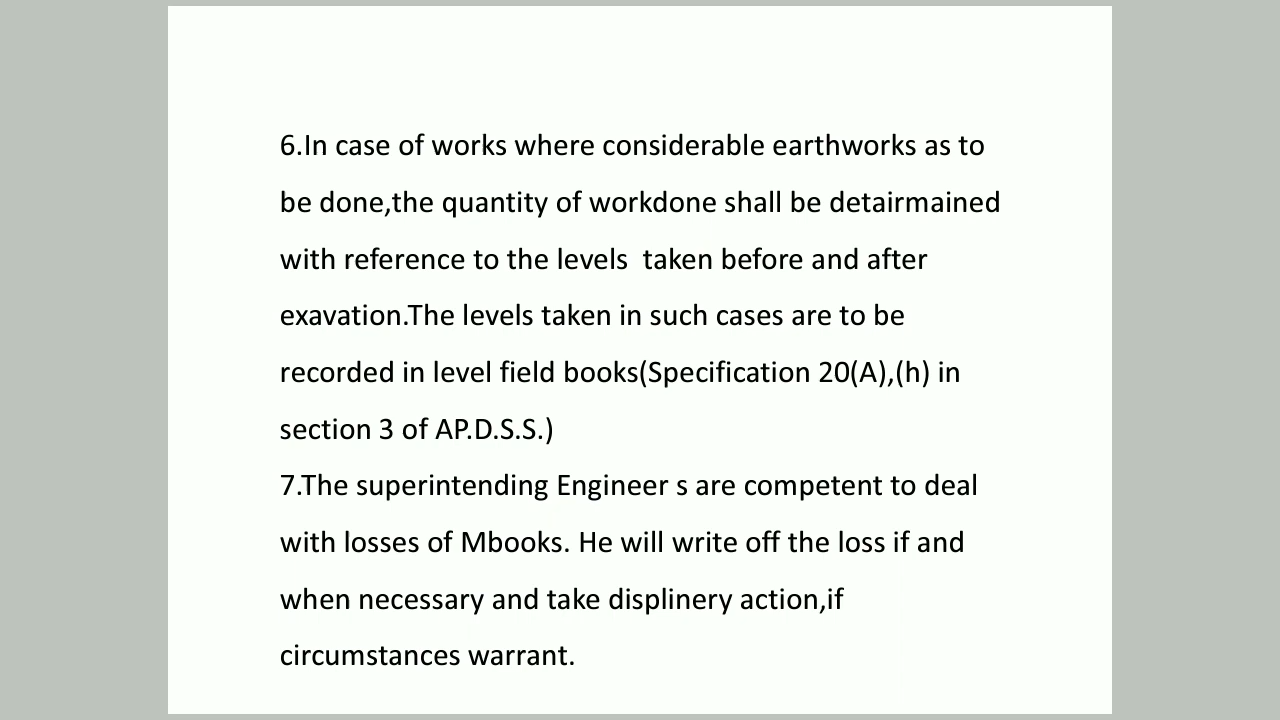 6.In case of works where considerable earthworks as to
be done,the quantity of workdone shall be detairmained
with reference to the levels  taken before and after
exavation.The levels taken in such cases are to be
recorded in level field books(Specification 20(A),(h) in
section 3 of AP.D.S.S.)
7.The superintending Engineer s are competent to deal
with losses of Mbooks. He will write off the loss if and
when necessary and take displinery action,if
circumstances warrant.